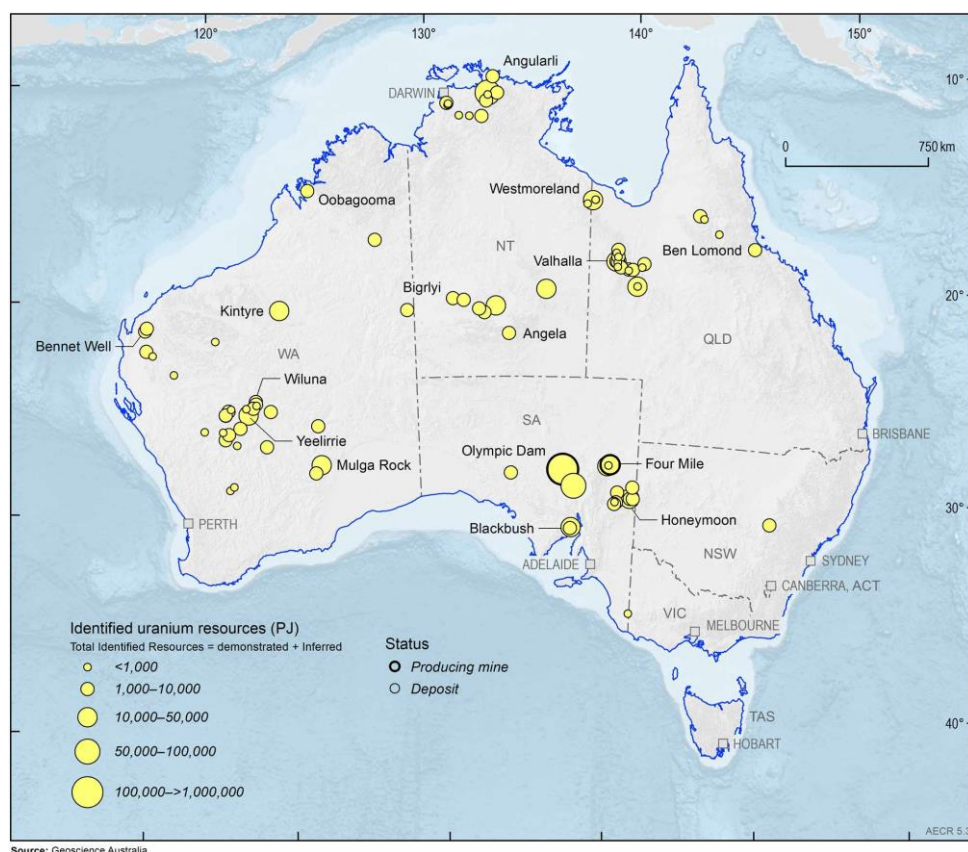 120°
130°
140°
150°
Angularli
10°
DARWIN
0 750 km
Westmoreland
Oobagooma
NT
Ben Lomond
Valhalla
Bigrlyi
20°
Kintyre
Angela
QLD
Bennet Well
WA
Wiluna
SA
Yeelirrie
BRISBANE
Olympic Dam
Four Mile
Mulga Rock
30°
Honeymoon
PERTH
Blackbush
NSW
ADELAIDE
SYDNEY
CANBERRA, ACT
VIC
MELBOURNE
Identified uranium resources (PJ)
Total Identified Resources = demonstrated + Inferred
<1,000
1,000–10,000
10,000–50,000
50,000–100,000
100,000–>1,000,000
Status
Producing mine
Deposit
TAS
40°
HOBART
AECR 5.3
Source: Geoscience Australia